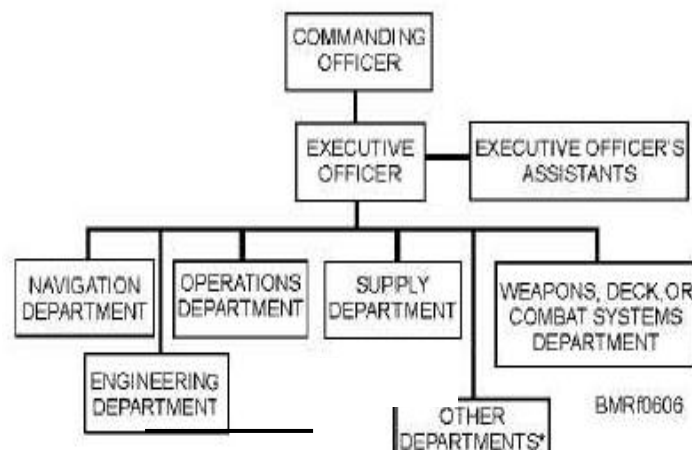 COMMANDING
OFFICER
EXECUTIVE
OFFICER
EXECUTIVE OFFICER'S
ASSISTANTS
NAVIGATION
DEPARTMENT
OPERATIONS
DEPARTMENT
SUPPLY
DEPARTMENT
WEAPONS, DECK, OR
COMBAT SYSTEMS
DEPARTMENT
ENGINEERING
DEPARTMENT
OTHER
DEPARTMENTS*
BMRf0606